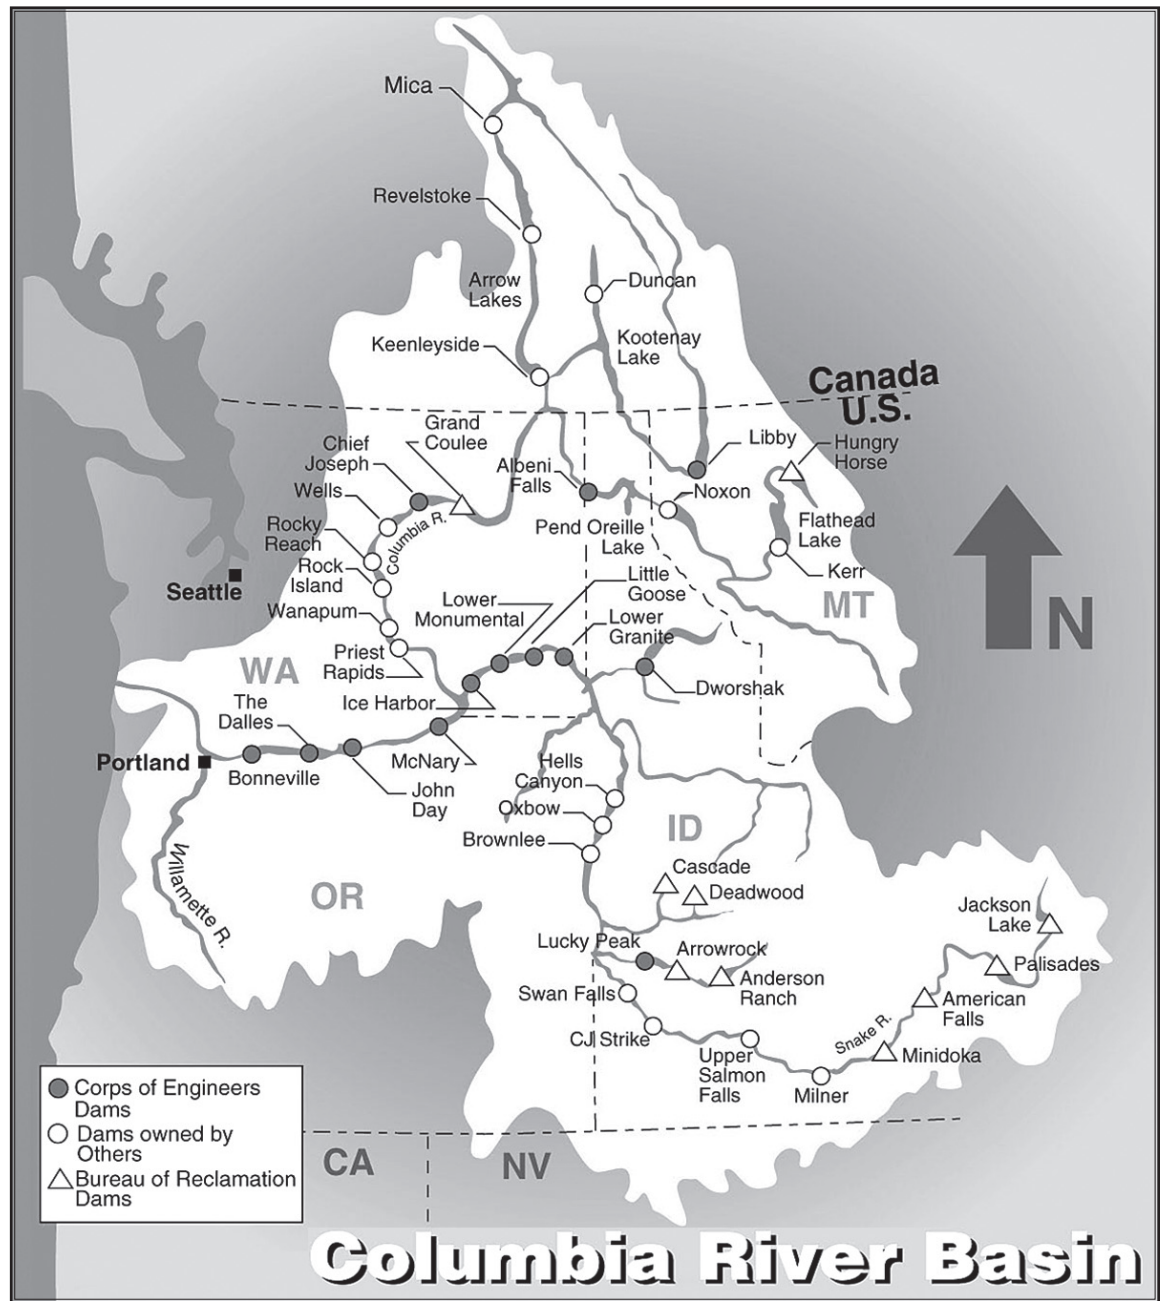 Mica
Revelstoke
Arrow
Lakes
Duncan
Keenleyside
Kootenay
Lake
Canada
U.S.
Grand
Coulee
Chief
Joseph
Albeni
Falls
Libby
Hungry
Horse
Wells
Noxon
Rocky
Reach
Columbia R.
Pend Oreille
Lake
Flathead
Lake
Rock
Island
Kerr
Seattle
Little
Goose
MT
N
Wanapum
Lower
Monumental
Lower
Granite
Priest
Rapids
WA
Ice Harbor
Dworshak
The
Dalles
Portland
Bonneville
McNary
John
Day
Hells
Canyon
Oxbow
Brownlee
ID
Willamette R.
OR
Cascade
Deadwood
Jackson
Lake
Lucky Peak
Arrowrock
Anderson
Ranch
Palisades
Swan Falls
American
Falls
CJ Strike
Snake R.
Upper
Salmon
Falls
Minidoka
Milner
Corps of Engineers
Dams
Dams owned by
Others
Bureau of Reclamation
Dams
CA
NV
Columbia River Basin